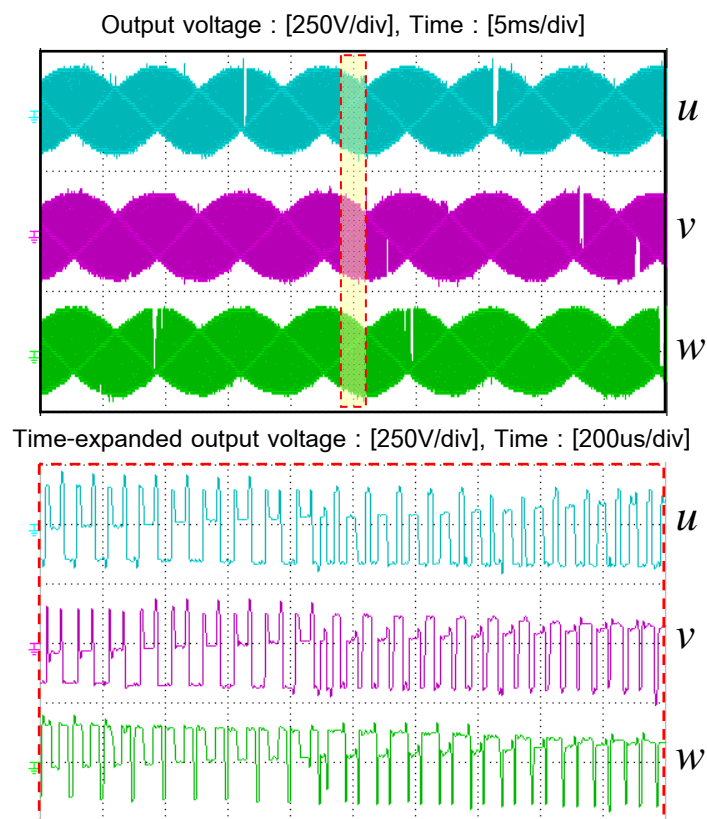 Output voltage : [250V/div], Time : [5ms/div]
u
v
w
Time-expanded output voltage : [250V/div], Time : [200us/div]
u
v
w